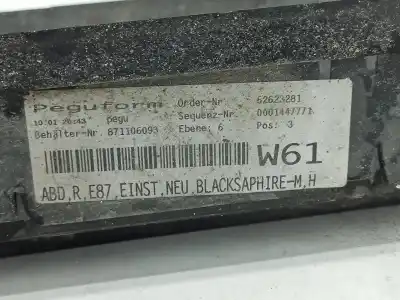 Peguform Order-Nr. 62623281
10.01 20:43 pegu Sequenz-Nr. 0001447771
Behälter-Nr. 871106093 Ebene: 6 Pos: 3
W61
ABD,R,E87,EINST,NEU,BLACKSAPHIRE-M,H